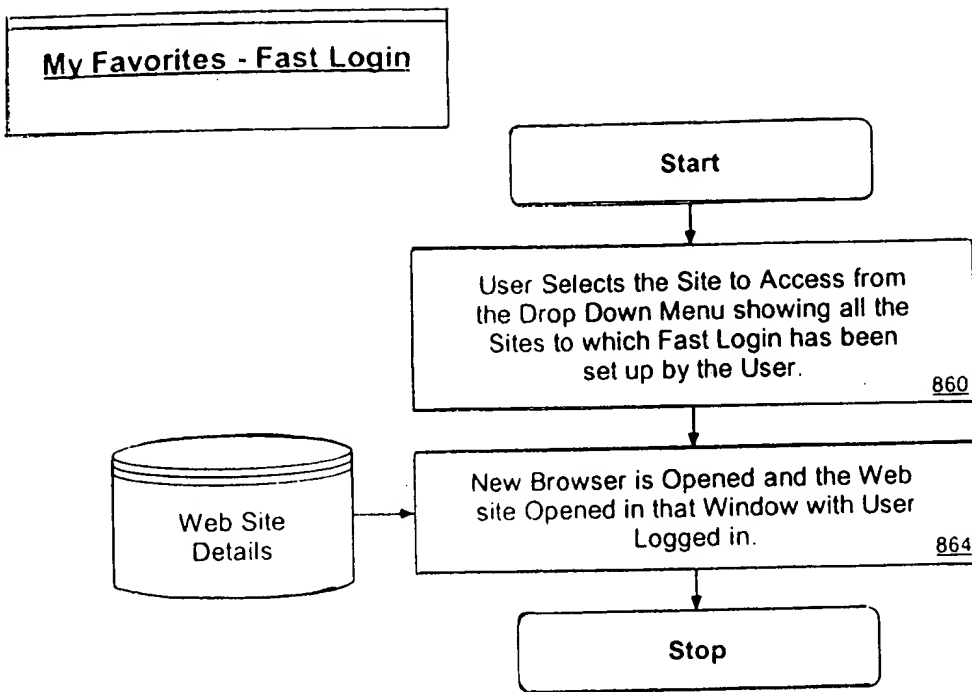 My Favorites - Fast Login
Start
User Selects the Site to Access from
the Drop Down Menu showing all the
Sites to which Fast Login has been
set up by the User.
860
Web Site
Details
New Browser is Opened and the Web
site Opened in that Window with User
Logged in.
864
Stop